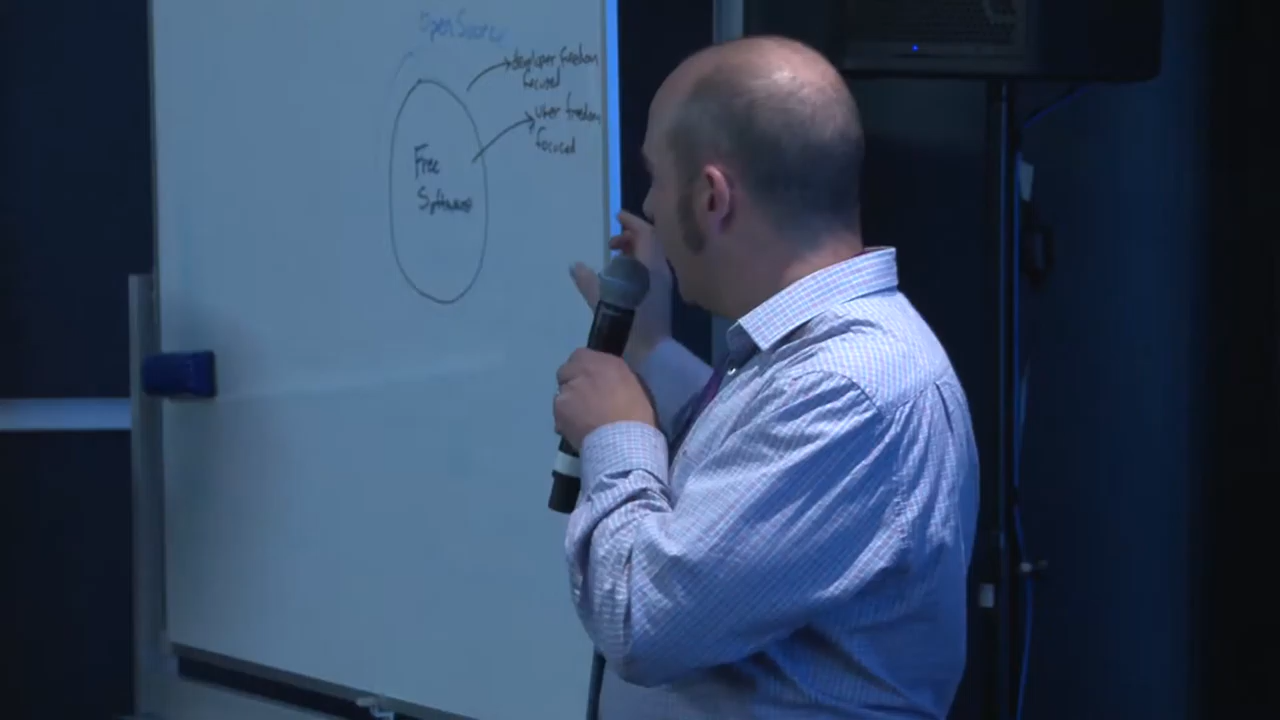 Open Source
developer freedom
focused
user freedom
focused
Free
Software